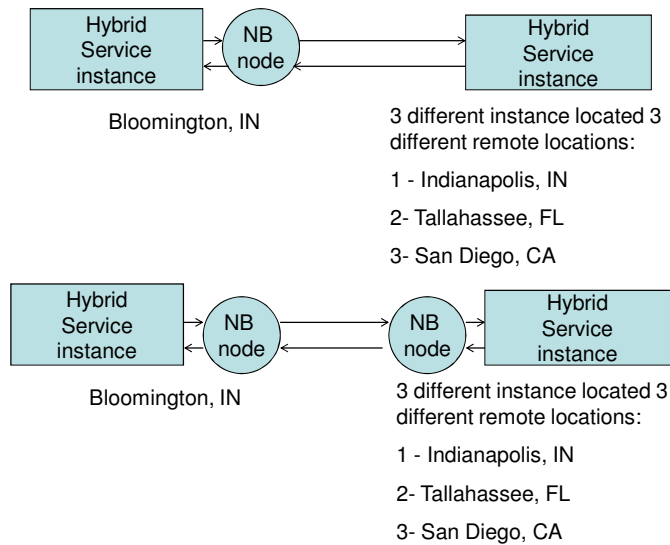 Hybrid
Service
instance
NB
node
Hybrid
Service
instance
Bloomington, IN
3 different instance located 3
different remote locations:
1 - Indianapolis, IN
2- Tallahassee, FL
3- San Diego, CA
Hybrid
Service
instance
NB
node
NB
node
Hybrid
Service
instance
Bloomington, IN
3 different instance located 3
different remote locations:
1 - Indianapolis, IN
2- Tallahassee, FL
3- San Diego, CA